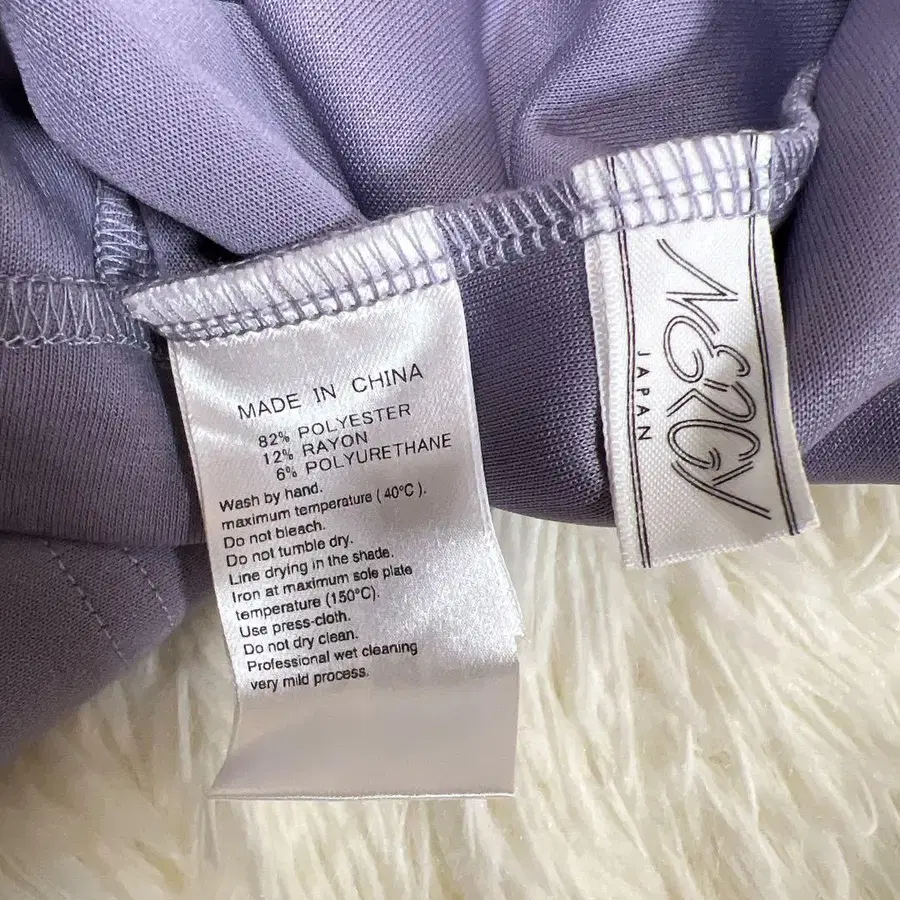 MADE IN CHINA
82% POLYESTER
12% RAYON
6% POLYURETHANE
Wash by hand.
maximum temperature ( 40°C ).
Do not bleach.
Do not tumble dry.
Line drying in the shade.
Iron at maximum sole plate
temperature (150°C).
Use press-cloth.
Do not dry clean.
Professional wet cleaning
very mild process.
NERGY
JAPAN